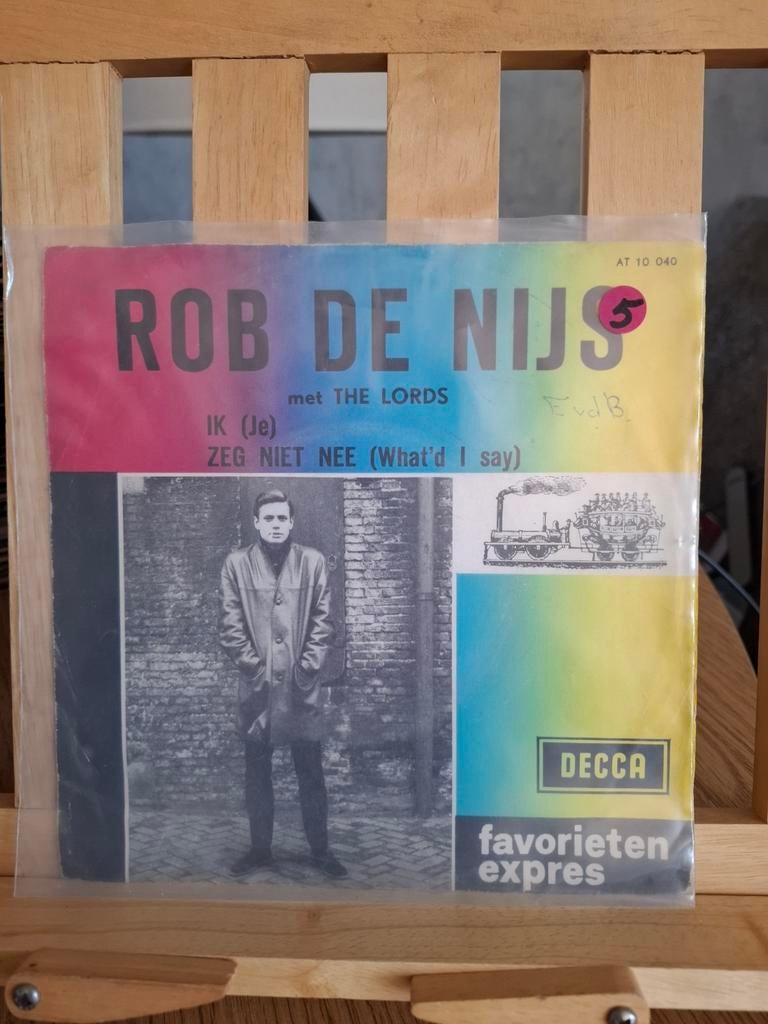 AT 10 040
ROB DE NIJS
5
met THE LORDS
EvdB.
IK (Je)
ZEG NIET NEE (What'd I say)
DECCA
favorieten
expres